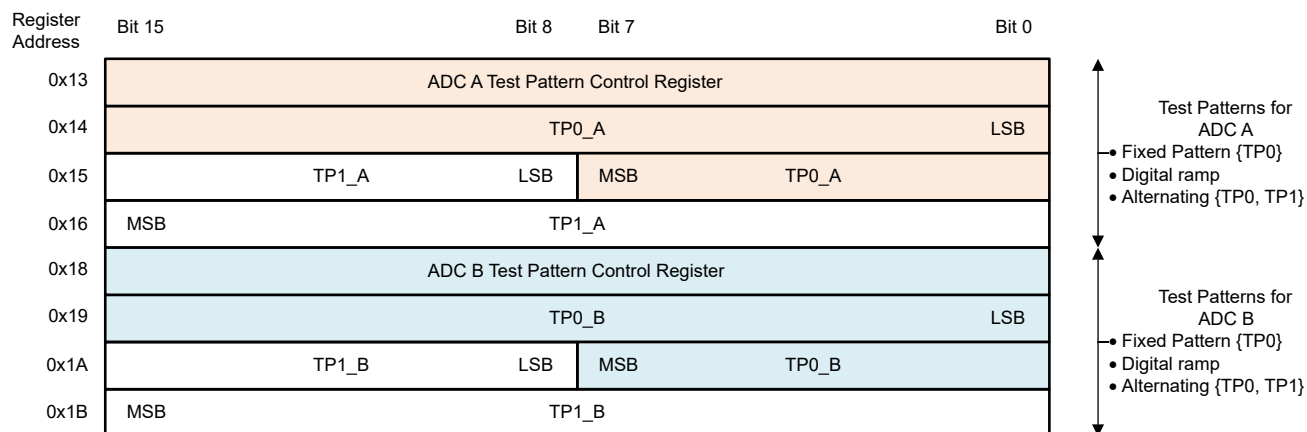 Register
Address
Bit 15 Bit 8 Bit 7 Bit 0
0x13 ADC A Test Pattern Control Register
0x14 TP0_A LSB
0x15 TP1_A LSB MSB TP0_A
0x16 MSB TP1_A
0x18 ADC B Test Pattern Control Register
0x19 TP0_B LSB
0x1A TP1_B LSB MSB TP0_B
0x1B MSB TP1_B
Test Patterns for
ADC A
• Fixed Pattern {TP0}
• Digital ramp
• Alternating {TP0, TP1}
Test Patterns for
ADC B
• Fixed Pattern {TP0}
• Digital ramp
• Alternating {TP0, TP1}